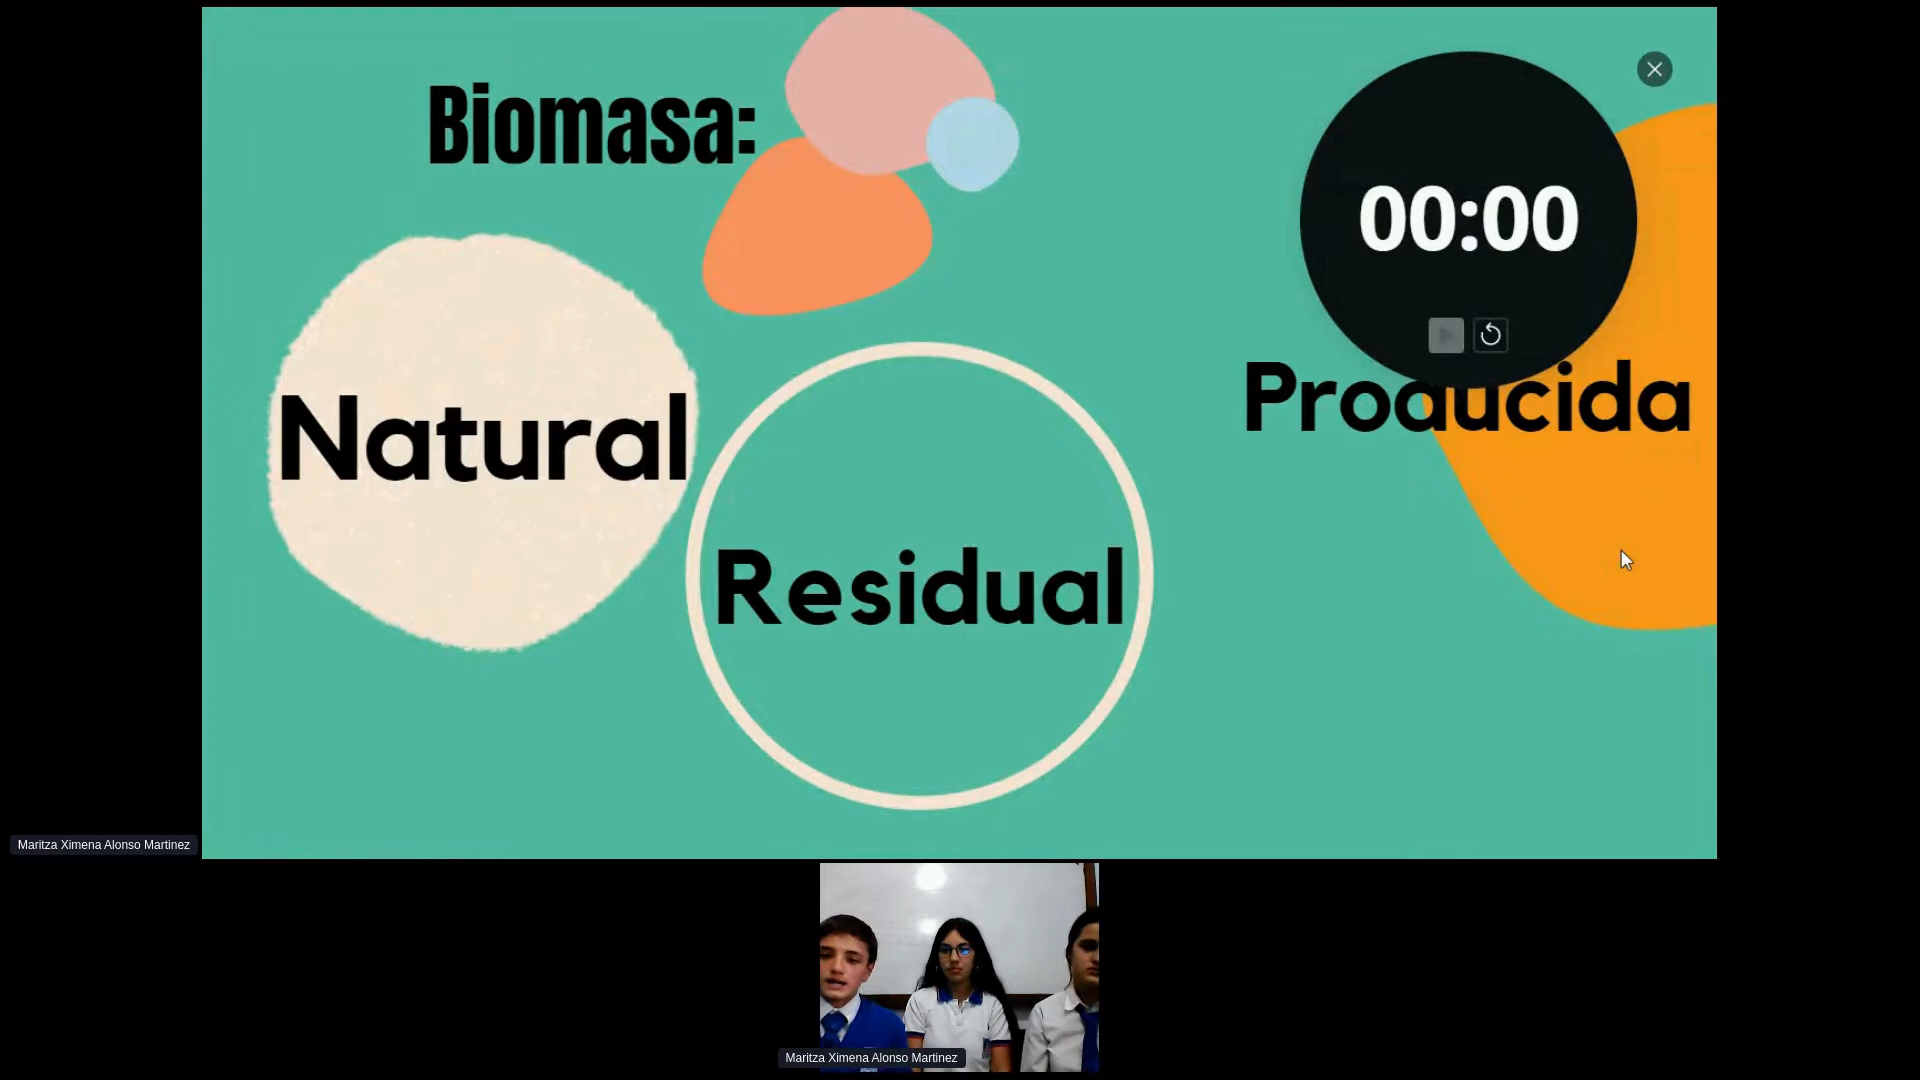 Biomasa:
00:00
Natural
Producida
Residual
Maritza Ximena Alonso Martinez
Maritza Ximena Alonso Martinez